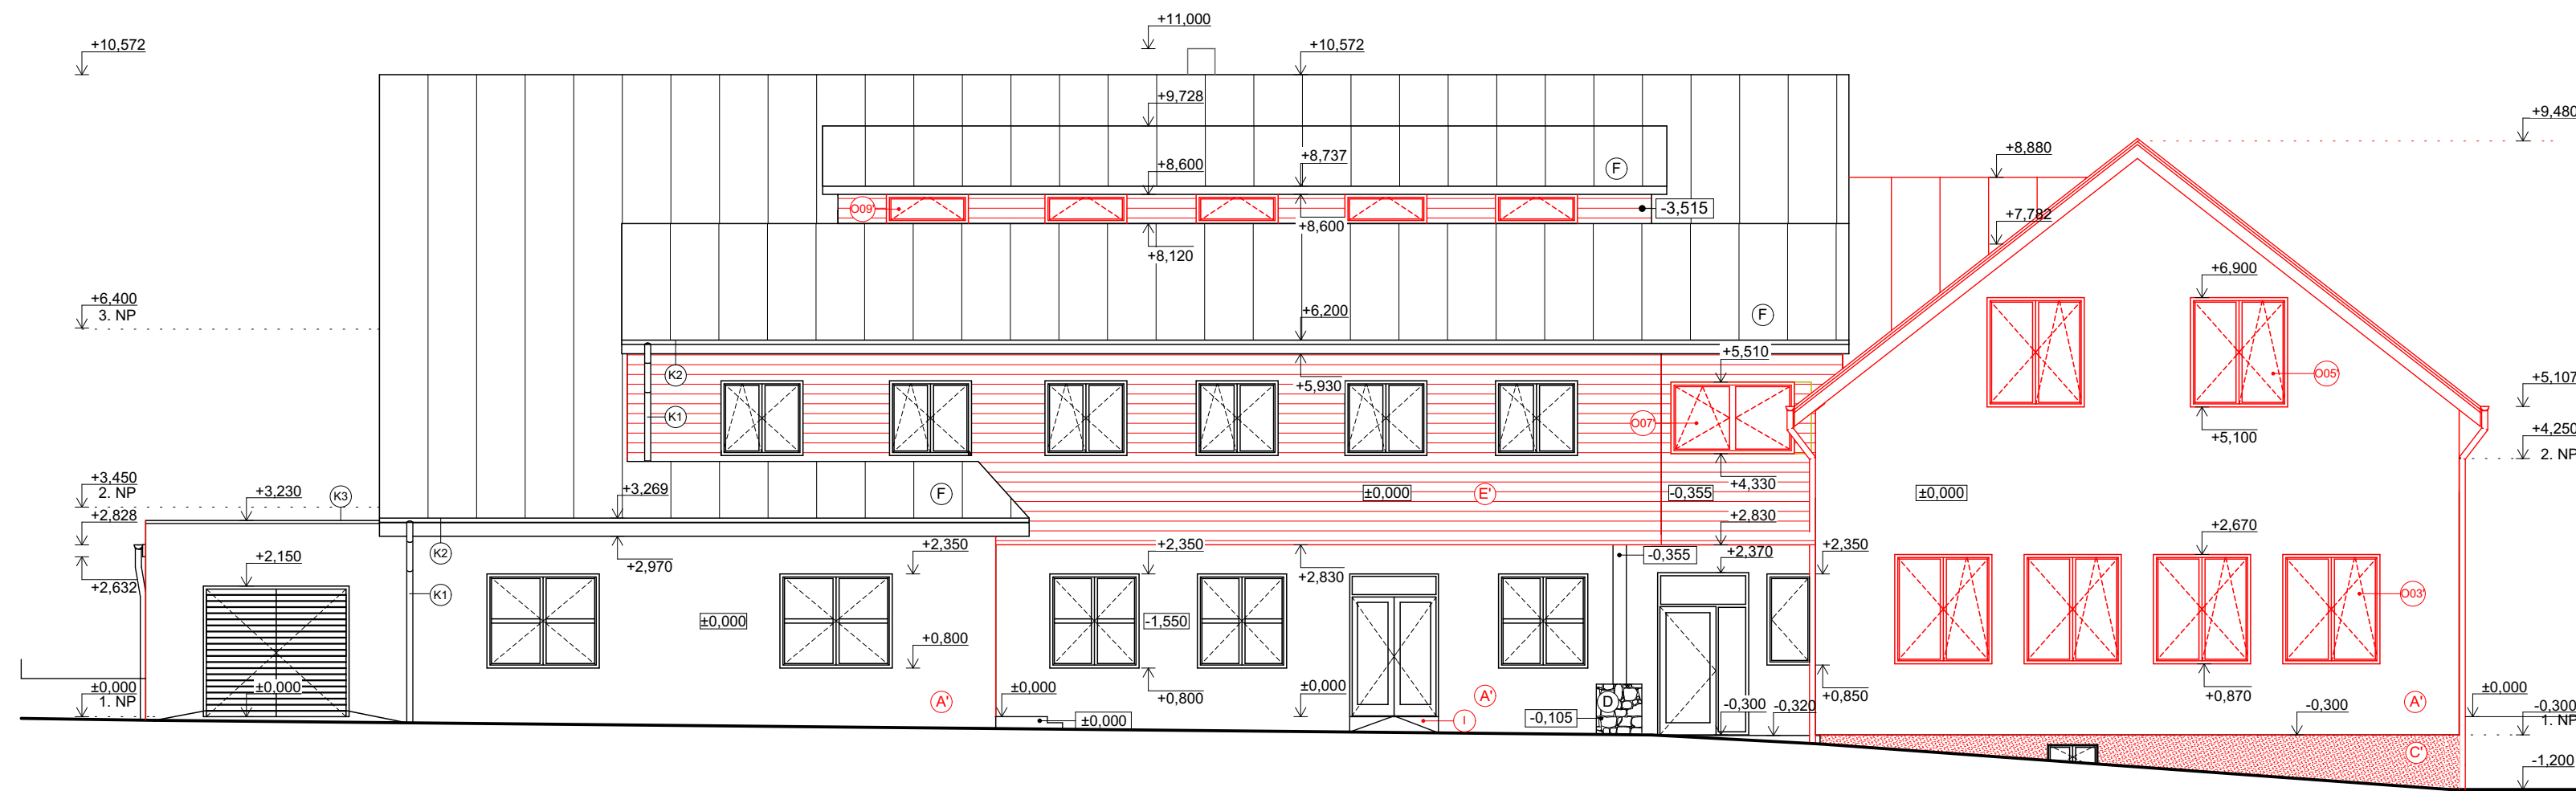 +11,000
+10,572
+10,572
+9,728
+9,480
+8,880
+8,737
+8,600
F
O09'
-3,515
+7,782
+8,600
+8,120
+6,900
+6,400
3. NP
+6,200
F
+5,510
K2
+5,930
O05'
+5,107
K1
O07'
+5,100
+4,250
2. NP
+3,450
2. NP
+3,230
K3
+3,269
F
±0,000
E'
-0,355
+4,330
±0,000
+2,828
+2,830
+2,670
+2,150
K2
+2,350
+2,350
-0,355
+2,370
+2,350
+2,632
+2,970
+2,830
K1
O03'
±0,000
-1,550
+0,800
±0,000
1. NP
±0,000
A'
±0,000
+0,800
±0,000
A'
D
+0,850
+0,870
A'
±0,000
±0,000
I
-0,105
-0,300
-0,320
-0,300
-0,300
1. NP
C'
-1,200